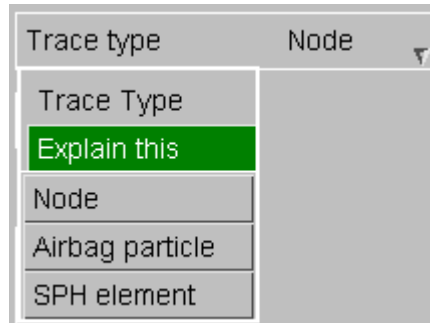 Trace type Node
Trace Type
Explain this
Node
Airbag particle
SPH element